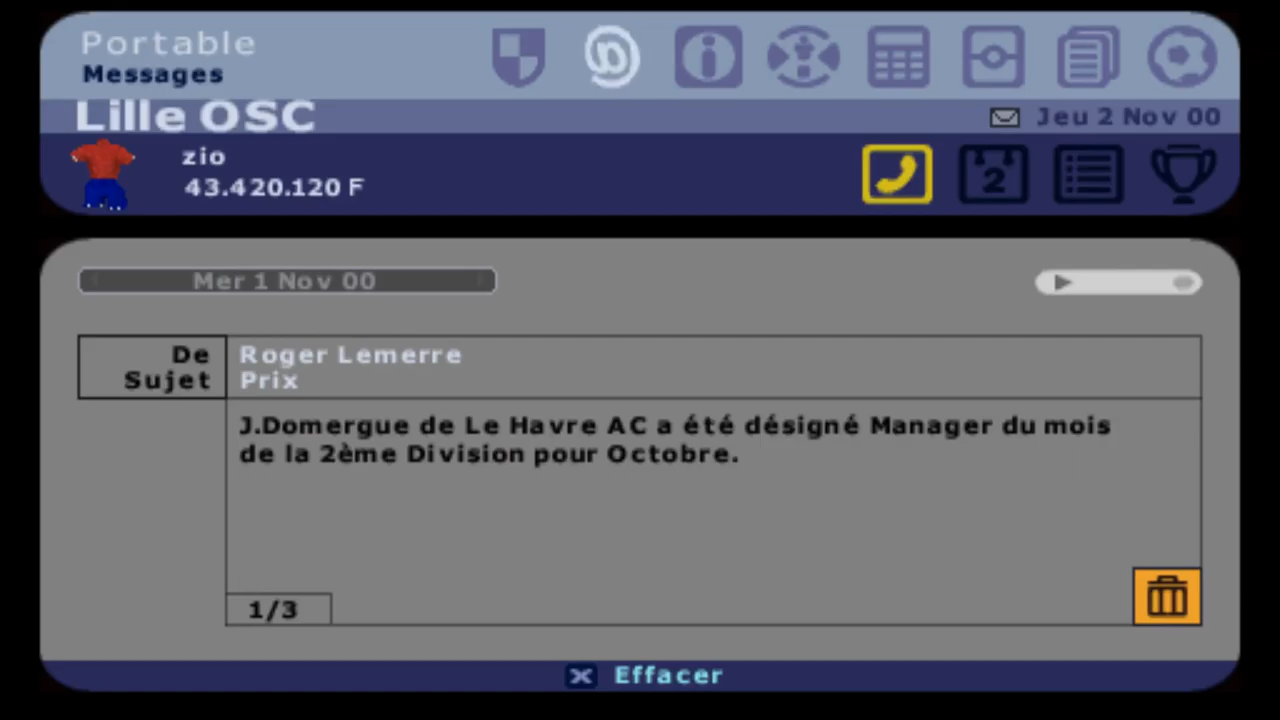 Portable
Messages
Lille OSC
Jeu 2 Nov 00
zio
43.420.120 F
2
Mer 1 Nov 00
De Roger Lemerre
Sujet Prix
J.Domergue de Le Havre AC a été désigné Manager du mois
de la 2ème Division pour Octobre.
1/3
Effacer